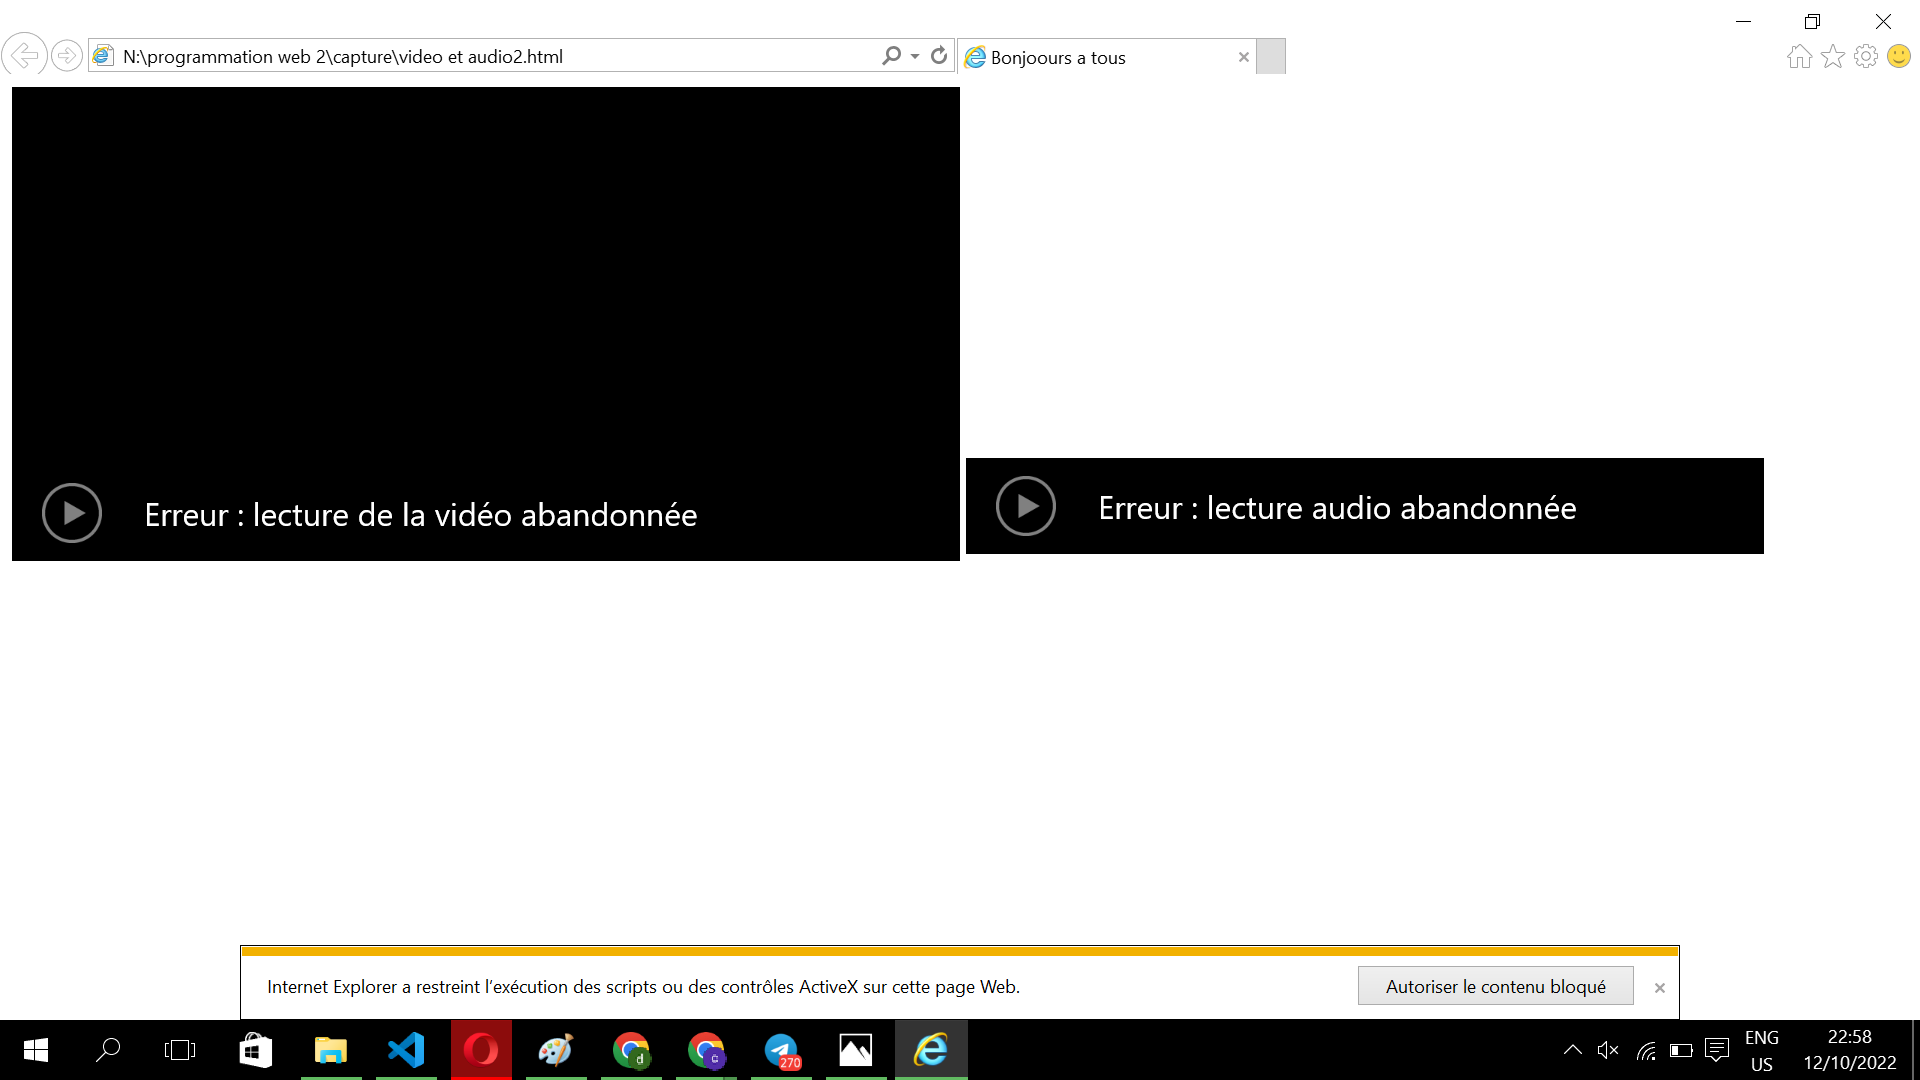 N:\programmation web 2\capture\video et audio2.html
Bonjoours a tous
Erreur : lecture de la vidéo abandonnée
Erreur : lecture audio abandonnée
Internet Explorer a restreint l'exécution des scripts ou des contrôles ActiveX sur cette page Web.
Autoriser le contenu bloqué
d
C
270
ENG
US
22:58
12/10/2022